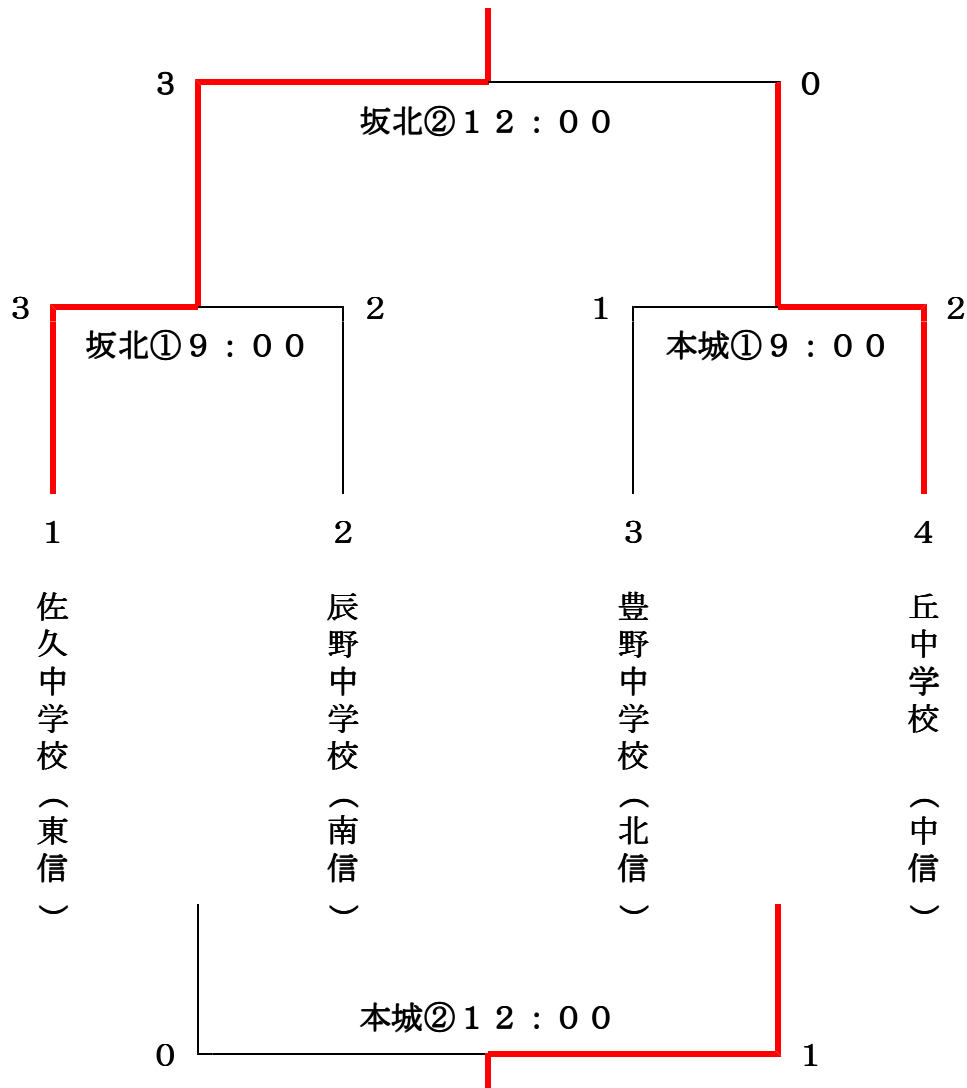 ３ ０
坂北②１２：００
３ ２ １ ２
坂北①９：００ 本城①９：００
１ ２ ３ ４
佐久中学校（東信）
辰野中学校（南信）
豊野中学校（北信）
丘中学校　（中信）
本城②１２：００
０ １